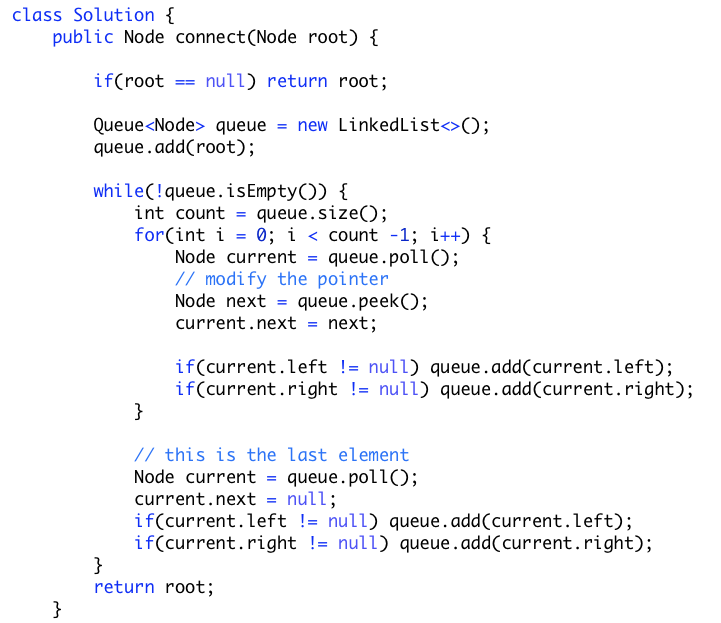 class Solution {
    public Node connect(Node root) {

        if(root == null) return root;

        Queue<Node> queue = new LinkedList<>();
        queue.add(root);

        while(!queue.isEmpty()) {
            int count = queue.size();
            for(int i = 0; i < count -1; i++) {
                Node current = queue.poll();
                // modify the pointer
                Node next = queue.peek();
                current.next = next;

                if(current.left != null) queue.add(current.left);
                if(current.right != null) queue.add(current.right);
            }

            // this is the last element
            Node current = queue.poll();
            current.next = null;
            if(current.left != null) queue.add(current.left);
            if(current.right != null) queue.add(current.right);
        }
        return root;
    }